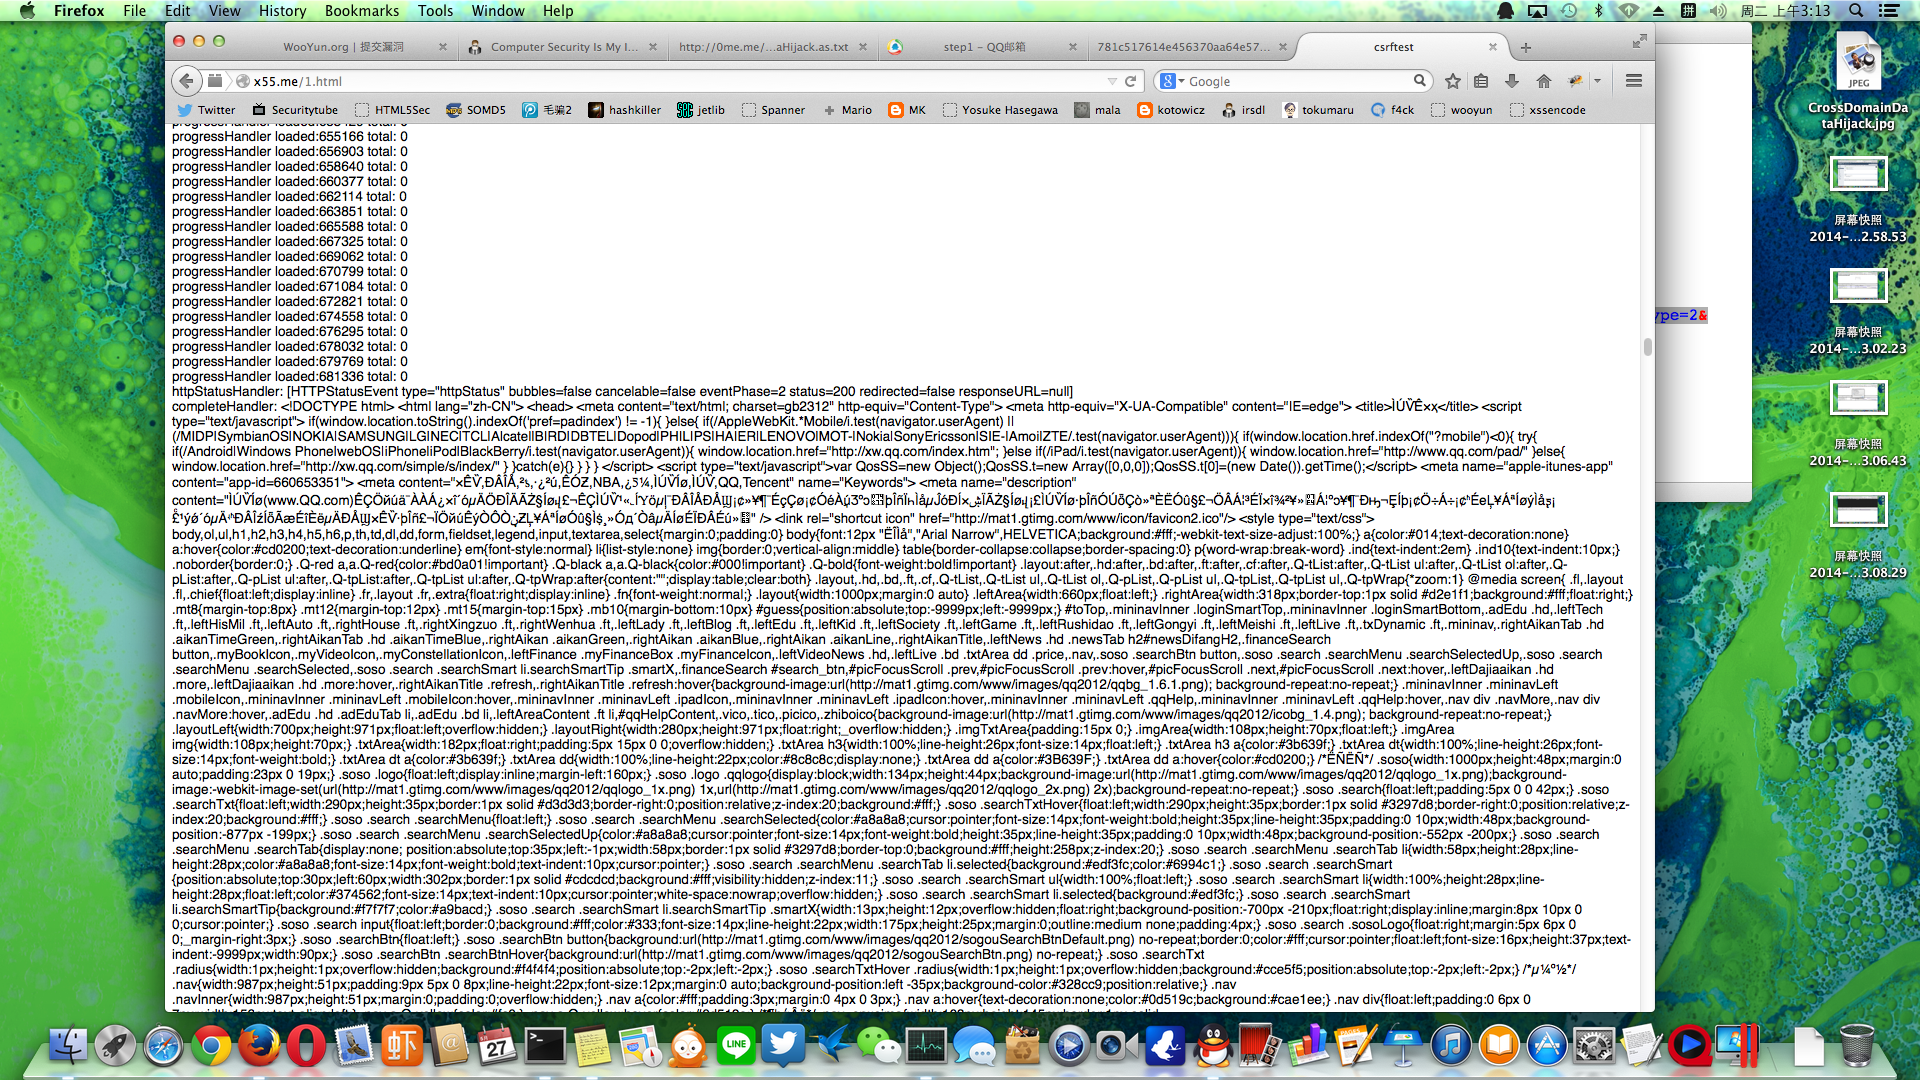 Firefox File Edit View History Bookmarks Tools Window Help
周二 上午3:13
WooYun.org | 提交漏洞
Computer Security Is My I...
http://0me.me/...aHijack.as.txt
step1 - QQ邮箱
781c517614e456370aa64e57...
csrftest
x55.me/1.html
Google
Twitter Securitytube HTML5Sec SOMD5 毛骗2 hashkiller jetlib Spanner Mario MK Yosuke Hasegawa mala kotowicz irsdl tokumaru f4ck wooyun xssencode
progressHandler loaded:655166 total: 0
progressHandler loaded:656903 total: 0
progressHandler loaded:658640 total: 0
progressHandler loaded:660377 total: 0
progressHandler loaded:662114 total: 0
progressHandler loaded:663851 total: 0
progressHandler loaded:665588 total: 0
progressHandler loaded:667325 total: 0
progressHandler loaded:669062 total: 0
progressHandler loaded:670799 total: 0
progressHandler loaded:671084 total: 0
progressHandler loaded:672821 total: 0
progressHandler loaded:674558 total: 0
progressHandler loaded:676295 total: 0
progressHandler loaded:678032 total: 0
progressHandler loaded:679769 total: 0
progressHandler loaded:681336 total: 0
httpStatusHandler: [HTTPStatusEvent type="httpStatus" bubbles=false cancelable=false eventPhase=2 status=200 redirected=false responseURL=null]
completeHandler: <!DOCTYPE html> <html lang="zh-CN"> <head> <meta content="text/html; charset=gb2312" http-equiv="Content-Type"> <meta http-equiv="X-UA-Compatible" content="IE=edge"> <title></title> <script
type="text/javascript"> if(window.location.toString().indexOf('pref=padindex') != -1){ }else{ if(/AppleWebKit.*Mobile/i.test(navigator.userAgent) ||
(/MIDP|SymbianOS|NOKIA|SAMSUNG|LG|NEC|TCL|Alcatel|BIRD|DBTEL|Dopod|PHIL|PS|HAIER|LENOVO|MOT-|Nokia|SonyEricsson|SIE-|Amoi|ZTE/.test(navigator.userAgent))){ if(window.location.href.indexOf("?mobile")<0){ try{
if(/Android|Windows Phone|webOS|iPhone|iPod|BlackBerry/i.test(navigator.userAgent)){ window.location.href="http://xw.qq.com/index.htm"; }else if(/iPad/i.test(navigator.userAgent)){ window.location.href="http://www.qq.com/pad/" }else{
window.location.href="http://xw.qq.com/simple/s/index/" } }catch(e){} } } } </script> <script type="text/javascript">var QosSS=new Object();QosSS.t=new Array([0,0,0]);QosSS.t[0]=(new Date()).getTime();</script> <meta name="apple-itunes-app"
content="app-id=660653351"> <meta content="NBA,QQ,Tencent" name="Keywords"> <meta name="description"
content="(www.QQ.com)
" /> <link rel="shortcut icon" href="http://mat1.gtimg.com/www/icon/favicon2.ico"/> <style type="text/css">
body,ol,ul,h1,h2,h3,h4,h5,h6,p,th,td,dl,dd,form,fieldset,legend,input,textarea,select{margin:0;padding:0} body{font:12px "ËÎÌå","Arial Narrow",HELVETICA;background:#fff;-webkit-text-size-adjust:100%;} a{color:#014;text-decoration:none}
a:hover{color:#cd0200;text-decoration:underline} em{font-style:normal} li{list-style:none} img{border:0;vertical-align:middle} table{border-collapse:collapse;border-spacing:0} p{word-wrap:break-word} .ind{text-indent:2em} .ind10{text-indent:10px;}
.noborder{border:0;} .Q-red a,a.Q-red{color:#bd0a01!important} .Q-black a,a.Q-black{color:#000!important} .Q-bold{font-weight:bold!important} .layout:after,.hd:after,.bd:after,.ft:after,.cf:after,.Q-tList:after,.Q-tList ul:after,.Q-tList ol:after,.Q-
pList:after,.Q-pList ul:after,.Q-tpList:after,.Q-tpList ul:after,.Q-tpWrap:after{content:"";display:table;clear:both} .layout,.hd,.bd,.ft,.cf,.Q-tList,.Q-tList ul,.Q-tList ol,.Q-pList,.Q-pList ul,.Q-tpList,.Q-tpList ul,.Q-tpWrap{*zoom:1} @media screen{ .fl,.layout
.fl,.chief{float:left;display:inline} .fr,.layout .fr,.extra{float:right;display:inline} .fn{font-weight:normal;} .layout{width:1000px;margin:0 auto} .leftArea{width:660px;float:left;} .rightArea{width:318px;border-top:1px solid #d2e1f1;background:#fff;float:right;}
.mt8{margin-top:8px} .mt12{margin-top:12px} .mt15{margin-top:15px} .mb10{margin-bottom:10px} #guess{position:absolute;top:-9999px;left:-9999px;} #toTop,.mininavInner .loginSmartTop,.mininavInner .loginSmartBottom,.adEdu .hd,.leftTech
.ft,.leftHisMil .ft,.leftAuto .ft,.rightHouse .ft,.rightXingzuo .ft,.rightWenhua .ft,.leftLady .ft,.leftBlog .ft,.leftEdu .ft,.leftKid .ft,.leftSociety .ft,.leftGame .ft,.leftRushidao .ft,.leftGongyi .ft,.leftMeishi .ft,.leftLive .ft,.txDynamic .ft,.mininav,.rightAikanTab .hd
.aikanTimeGreen,.rightAikanTab .hd .aikanTimeBlue,.rightAikan .aikanGreen,.rightAikan .aikanBlue,.rightAikan .aikanLine,.rightAikanTitle,.leftNews .hd .newsTab h2#newsDifangH2,.financeSearch
button,.myBookIcon,.myVideoIcon,.myConstellationIcon,.leftFinance .myFinanceBox .myFinanceIcon,.leftVideoNews .hd,.leftLive .bd .txtArea dd .price,.nav,.soso .searchBtn button,.soso .search .searchMenu .searchSelectedUp,.soso .search
.searchMenu .searchSelected,.soso .search .searchSmart li.searchSmartTip .smartX,.financeSearch #search_btn,#picFocusScroll .prev,#picFocusScroll .prev:hover,#picFocusScroll .next,#picFocusScroll .next:hover,.leftDajiaaikan .hd
.more,.leftDajiaaikan .hd .more:hover,.rightAikanTitle .refresh,.rightAikanTitle .refresh:hover{background-image:url(http://mat1.gtimg.com/www/images/qq2012/qqbg_1.6.1.png); background-repeat:no-repeat;} .mininavInner .mininavLeft
.mobileIcon,.mininavInner .mininavLeft .mobileIcon:hover,.mininavInner .mininavLeft .ipadIcon,.mininavInner .mininavLeft .ipadIcon:hover,.mininavInner .mininavLeft .qqHelp,.mininavInner .mininavLeft .qqHelp:hover,.nav div .navMore,.nav div
.navMore:hover,.adEdu .hd .adEduTab li,.adEdu .bd li,.leftAreaContent .ft li,#qqHelpContent,.vico,.tico,.picico,.zhiboico{background-image:url(http://mat1.gtimg.com/www/images/qq2012/icobg_1.4.png); background-repeat:no-repeat;}
.layoutLeft{width:700px;height:971px;float:left;overflow:hidden;} .layoutRight{width:280px;height:971px;float:right;_overflow:hidden;} .imgTxtArea{padding:15px 0;} .imgArea{width:108px;height:70px;float:left;} .imgArea
img{width:108px;height:70px;} .txtArea{width:182px;float:right;padding:5px 15px 0 0;overflow:hidden;} .txtArea h3{width:100%;line-height:26px;font-size:14px;float:left;} .txtArea h3 a{color:#3b639f;} .txtArea dt{width:100%;line-height:26px;font-
size:14px;font-weight:bold;} .txtArea dt a{color:#3b639f;} .txtArea dd{width:100%;line-height:22px;color:#8c8c8c;display:none;} .txtArea dd a{color:#3B639F;} .txtArea dd a:hover{color:#cd0200;} /*ËÑËÑ*/ .soso{width:1000px;height:48px;margin:0
auto;padding:23px 0 19px;} .soso .logo{float:left;display:inline;margin-left:160px;} .soso .logo .qqlogo{display:block;width:134px;height:44px;background-image:url(http://mat1.gtimg.com/www/images/qq2012/qqlogo_1x.png);background-
image:-webkit-image-set(url(http://mat1.gtimg.com/www/images/qq2012/qqlogo_1x.png) 1x,url(http://mat1.gtimg.com/www/images/qq2012/qqlogo_2x.png) 2x);background-repeat:no-repeat;} .soso .search{float:left;padding:5px 0 0 42px;} .soso
.searchTxt{float:left;width:290px;height:35px;border:1px solid #d3d3d3;border-right:0;position:relative;z-index:20;background:#fff;} .soso .searchTxtHover{float:left;width:290px;height:35px;border:1px solid #3297d8;border-right:0;position:relative;z-
index:20;background:#fff;} .soso .searchMenu{float:left;} .soso .searchMenu .searchSelected{color:#a8a8a8;cursor:pointer;font-size:14px;font-weight:bold;height:35px;line-height:35px;padding:0 10px;width:48px;background-
position:-877px -199px;} .soso .search .searchMenu .searchSelectedUp{color:#a8a8a8;cursor:pointer;font-size:14px;font-weight:bold;height:35px;line-height:35px;padding:0 10px;width:48px;background-position:-552px -200px;} .soso .search
.searchMenu .searchTab{display:none; position:absolute;top:35px;left:-1px;width:58px;border:1px solid #3297d8;border-top:0;background:#fff;height:258px;z-index:20;} .soso .search .searchMenu .searchTab li{width:58px;height:28px;line-
height:28px;color:#a8a8a8;font-size:14px;font-weight:bold;text-indent:10px;cursor:pointer;} .soso .search .searchMenu .searchTab li.selected{background:#edf3fc;color:#6994c1;} .soso .search .searchSmart
{position:absolute;top:30px;left:60px;width:302px;border:1px solid #cdcdcd;background:#fff;visibility:hidden;z-index:11;} .soso .search .searchSmart ul{width:100%;float:left;} .soso .search .searchSmart li{width:100%;height:28px;line-
height:28px;float:left;color:#374562;font-size:14px;text-indent:10px;cursor:pointer;white-space:nowrap;overflow:hidden;} .soso .search .searchSmart li.selected{background:#edf3fc;} .soso .search .searchSmart
li.searchSmartTip{background:#f7f7f7;color:#a9bacd;} .soso .search .searchSmart li.searchSmartTip .smartX{width:13px;height:12px;overflow:hidden;float:right;background-position:-700px -210px;float:right;display:inline;margin:8px 10px 0
0;cursor:pointer;} .soso .search input{float:left;border:0;background:#fff;color:#333;font-size:14px;line-height:22px;width:175px;height:25px;margin:0;outline:medium none;padding:4px;} .soso .search .sosoLogo{float:right;margin:5px 6px 0
0;_margin-right:3px;} .soso .searchBtn{float:left;} .soso .searchBtn button{background:url(http://mat1.gtimg.com/www/images/qq2012/sogouSearchBtnDefault.png) no-repeat;border:0;color:#fff;cursor:pointer;float:left;font-size:16px;height:37px;text-
indent:-9999px;width:90px;} .soso .searchBtn .searchBtnHover{background:url(http://mat1.gtimg.com/www/images/qq2012/sogouSearchBtn.png) no-repeat;} .soso .searchTxt
.radius{width:1px;height:1px;overflow:hidden;background:#f4f4f4;position:absolute;top:-2px;left:-2px;} .soso .searchTxtHover .radius{width:1px;height:1px;overflow:hidden;background:#cce5f5;position:absolute;top:-2px;left:-2px;} /*µ¼º½*/
.nav{width:987px;height:51px;padding:9px 5px 0 8px;line-height:22px;font-size:12px;margin:0 auto;background-position:left -35px;background-color:#328cc9;position:relative;} .nav
.navInner{width:987px;height:51px;margin:0;padding:0;overflow:hidden;} .nav a{color:#fff;padding:3px;margin:0 4px 0 3px;} .nav a:hover{text-decoration:none;color:#0d519c;background:#cae1ee;} .nav div{float:left;padding:0 6px 0
ype=2&
JPEG
CrossDomainDa
taHijack.jpg
屏幕快照
2014-...2.58.53
屏幕快照
2014-...3.02.23
屏幕快照
2014-...3.06.43
屏幕快照
2014-...3.08.29
27
LINE